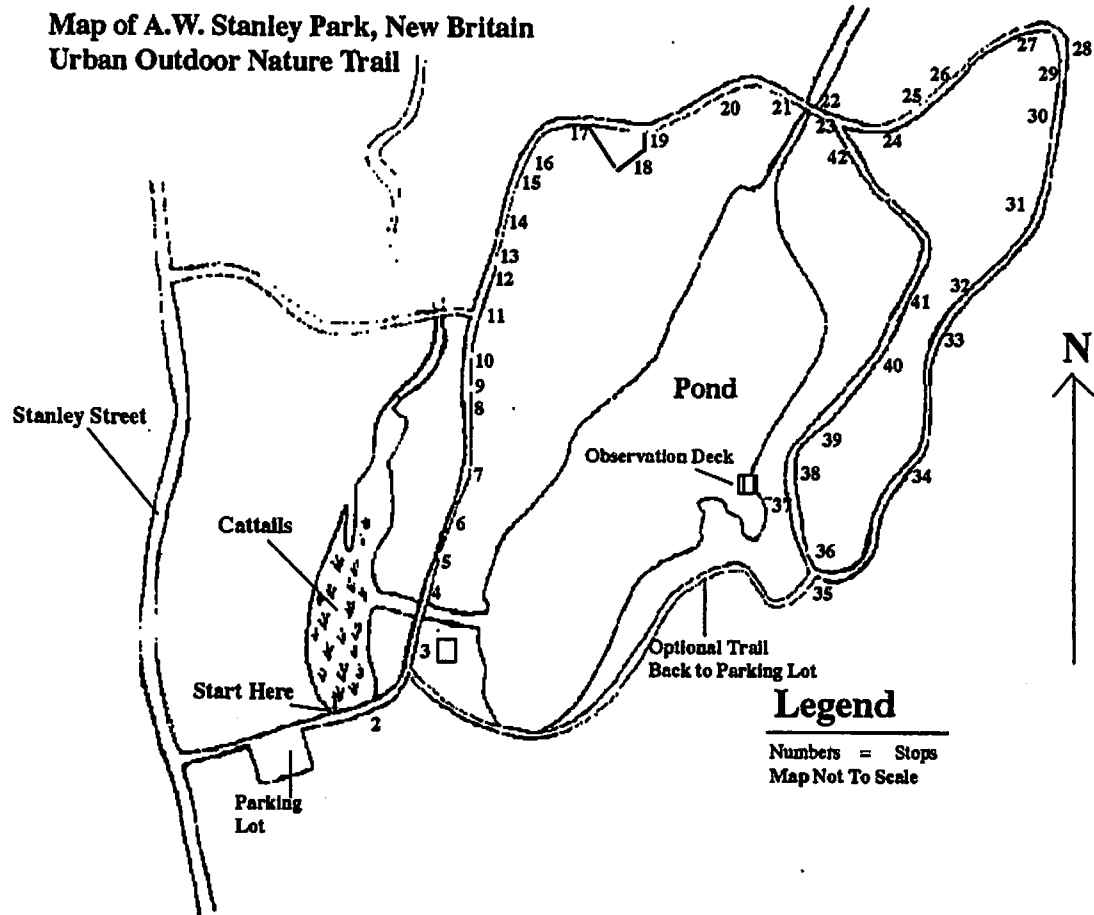 Map of A.W. Stanley Park, New Britain
Urban Outdoor Nature Trail
N
Stanley Street
Cattails
Start Here
Parking
Lot
Pond
Observation Deck
Optional Trail
Back to Parking Lot
Legend
Numbers = Stops
Map Not To Scale
2
3
4
5
6
7
8
9
10
11
12
13
14
15
16
17
18
19
20
21
22
23
24
25
26
27
28
29
30
31
32
33
34
35
36
37
38
39
40
41
42